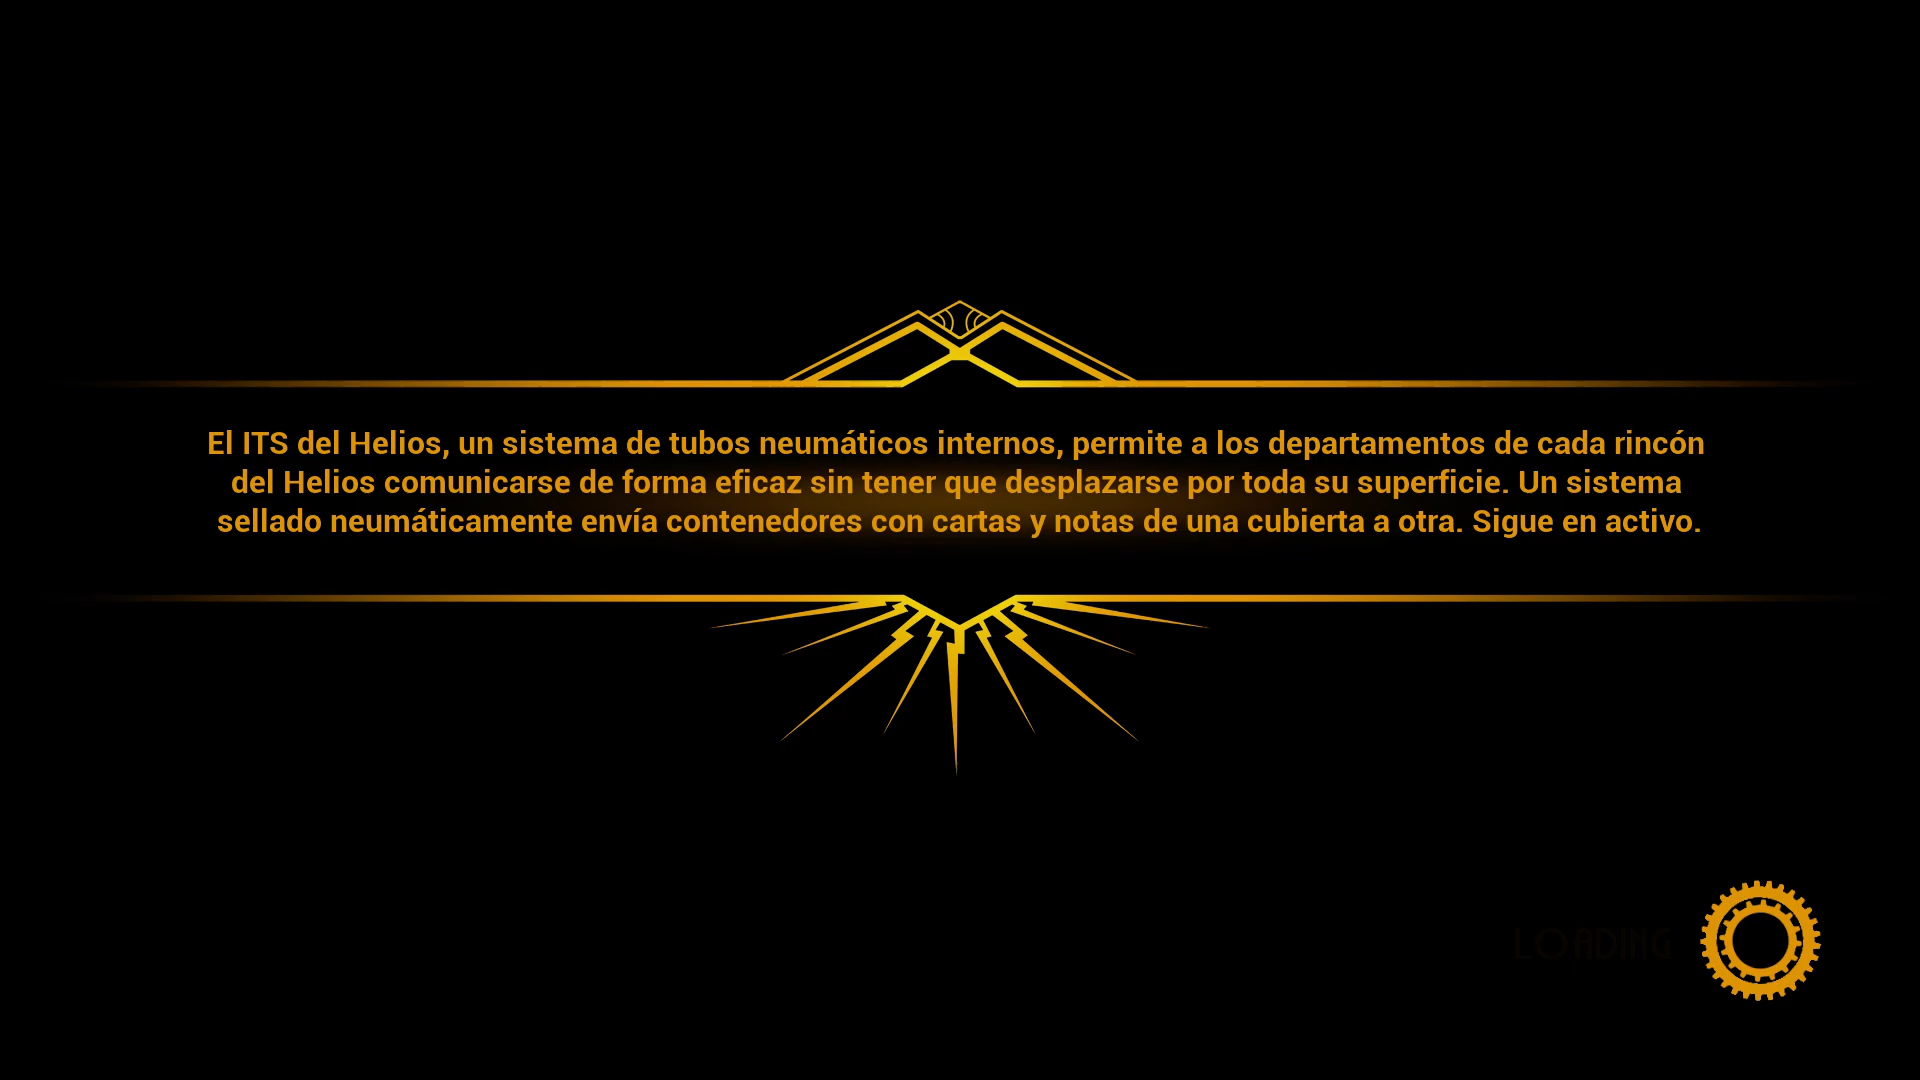 El ITS del Helios, un sistema de tubos neumáticos internos, permite a los departamentos de cada rincón
del Helios comunicarse de forma eficaz sin tener que desplazarse por toda su superficie. Un sistema
sellado neumáticamente envía contenedores con cartas y notas de una cubierta a otra. Sigue en activo.
LOADING